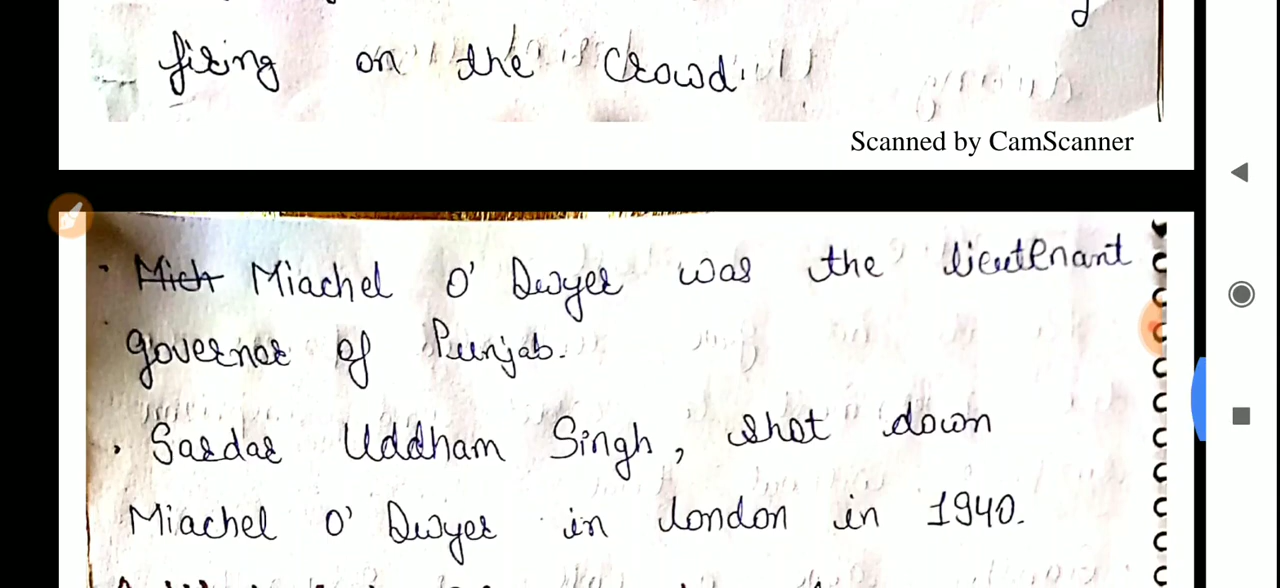 firing on the Crowd.
Scanned by CamScanner
Mich Miachel O' Dwyer was the lieutenant
governor of Punjab.
Sardar Uddham Singh, shot down
Miachel O' Dwyer in london in 1940.